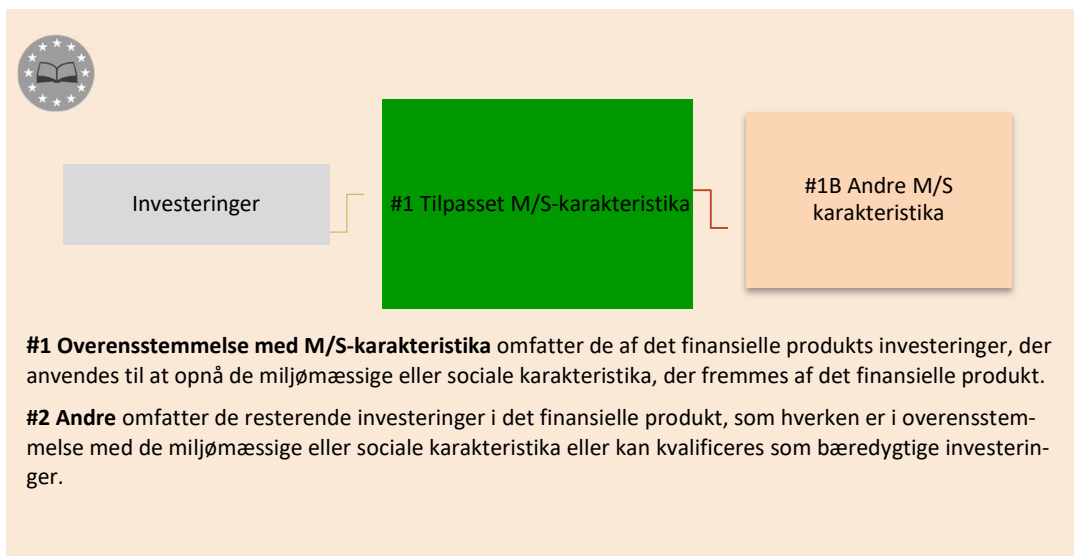 Investeringer
#1 Tilpasset M/S-karakteristika
#1B Andre M/S
karakteristika
#1 Overensstemmelse med M/S-karakteristika omfatter de af det finansielle produkts investeringer, der
anvendes til at opnå de miljømæssige eller sociale karakteristika, der fremmes af det finansielle produkt.
#2 Andre omfatter de resterende investeringer i det finansielle produkt, som hverken er i overensstem-
melse med de miljømæssige eller sociale karakteristika eller kan kvalificeres som bæredygtige investerin-
ger.